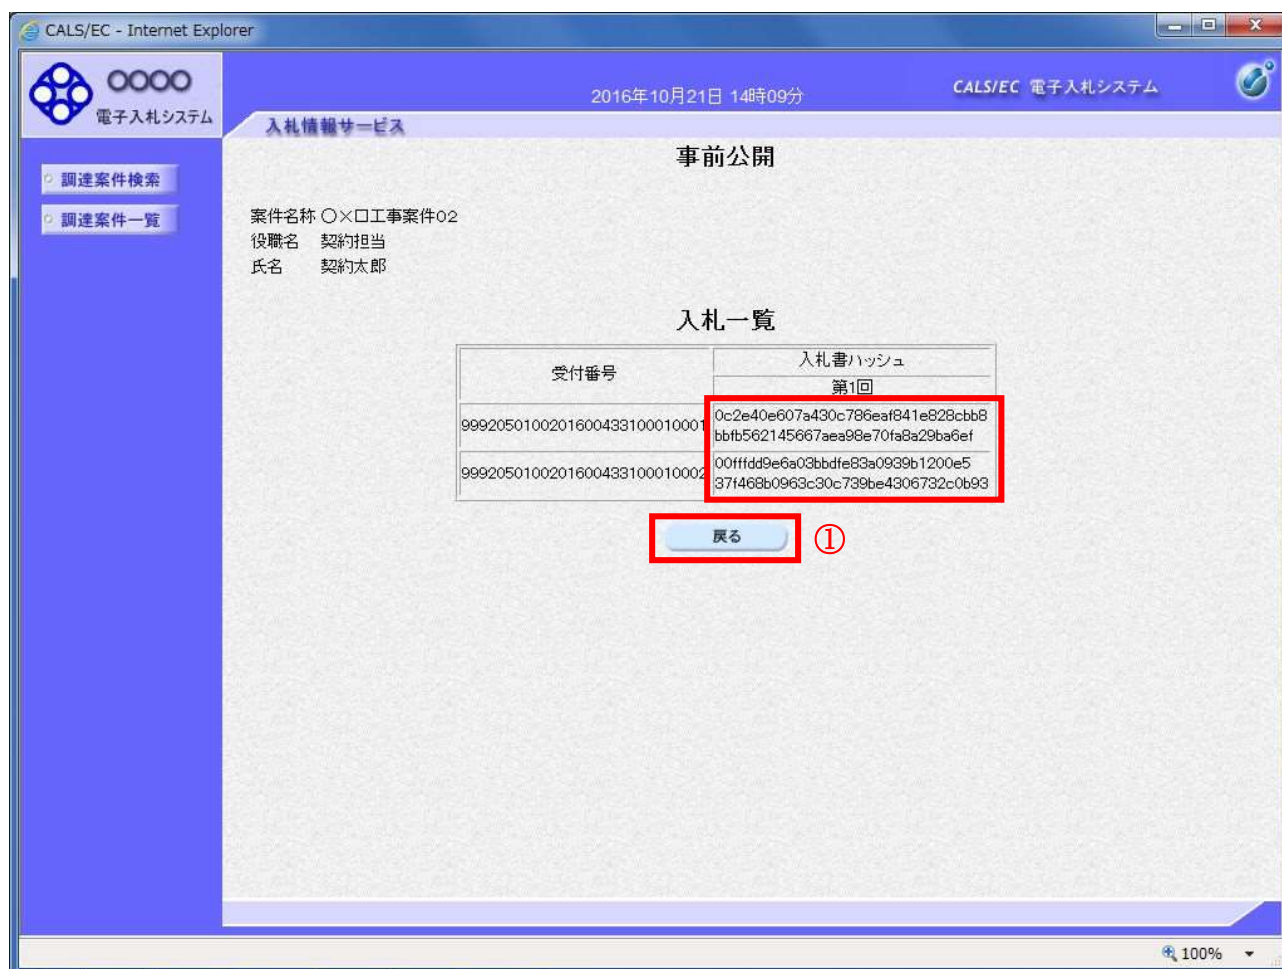 CALS/EC - Internet Explorer
○○○○
電子入札システム
2016年10月21日 14時09分
CALS/EC 電子入札システム
入札情報サービス
調達案件検索
調達案件一覧
事前公開
案件名称 ○×口工事案件02
役職名 契約担当
氏名 契約太郎
入札一覧
受付番号
入札書ハッシュ
第1回
99920501002016004331000100001
0c2e40e607a430c786eaf841e828cbb8
bbfb562145667aea98e70fa8a29ba6ef
99920501002016004331000100002
00fffdd9e6a03bbdfe83a0939b1200e5
37f468b0963c30c739be4306732c0b93
戻る
①
100%